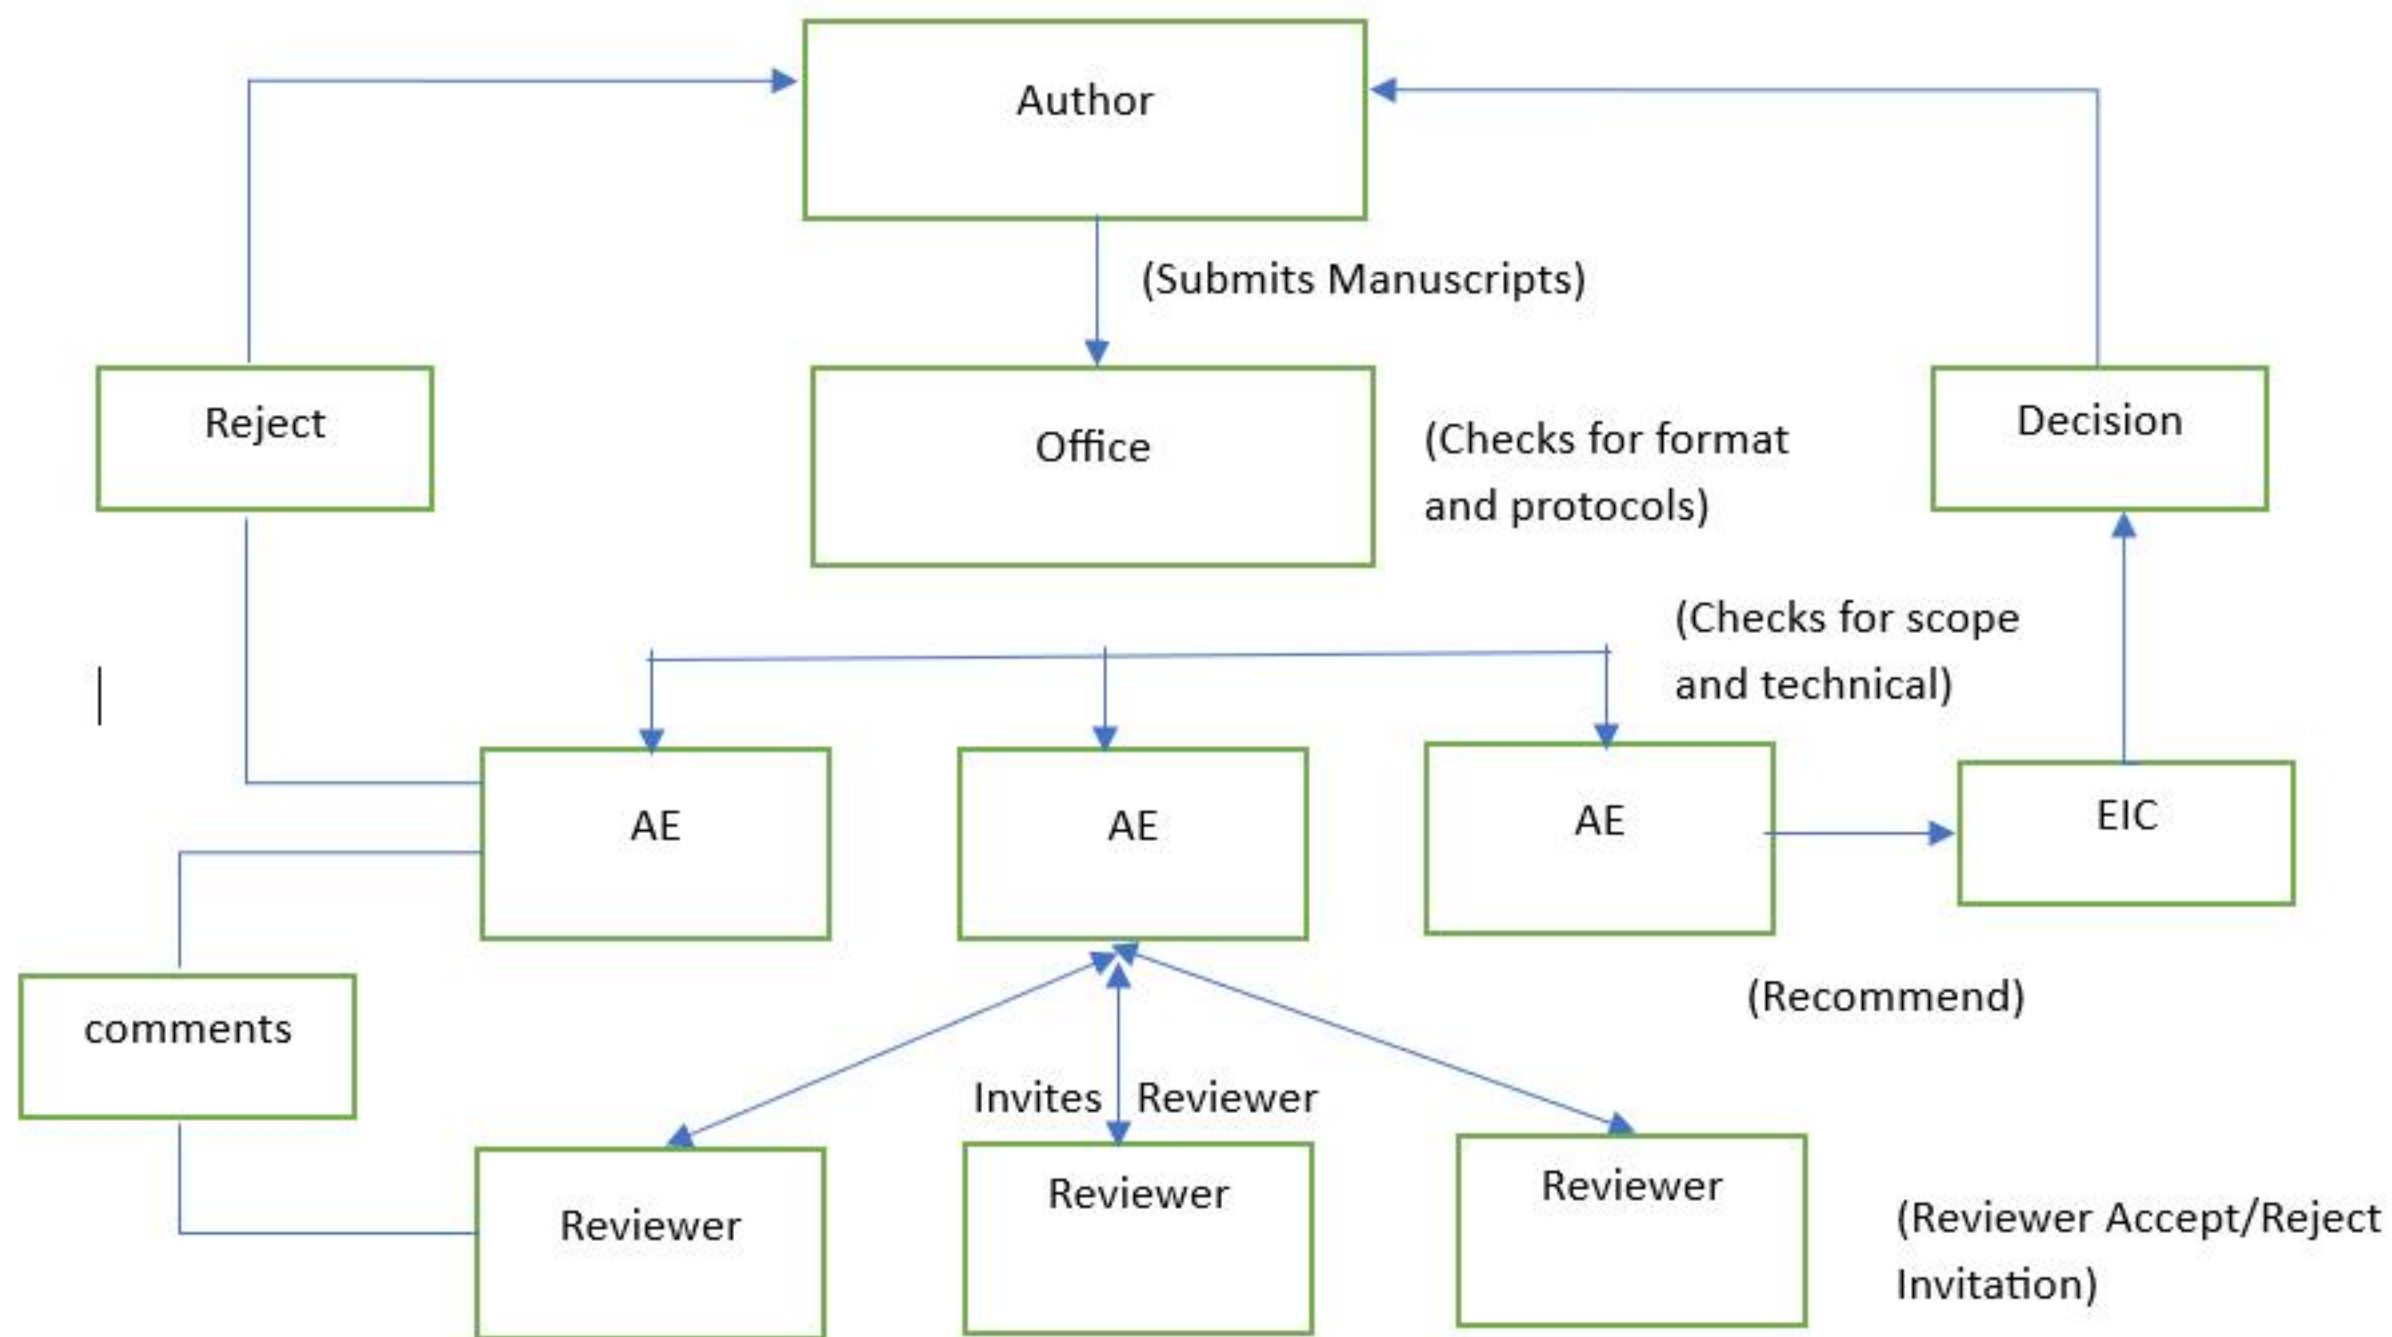 Author
(Submits Manuscripts)
Reject
Office
(Checks for format
and protocols)
Decision
(Checks for scope
and technical)
AE
AE
AE
EIC
comments
(Recommend)
Invites Reviewer
Reviewer
Reviewer
Reviewer
(Reviewer Accept/Reject
Invitation)